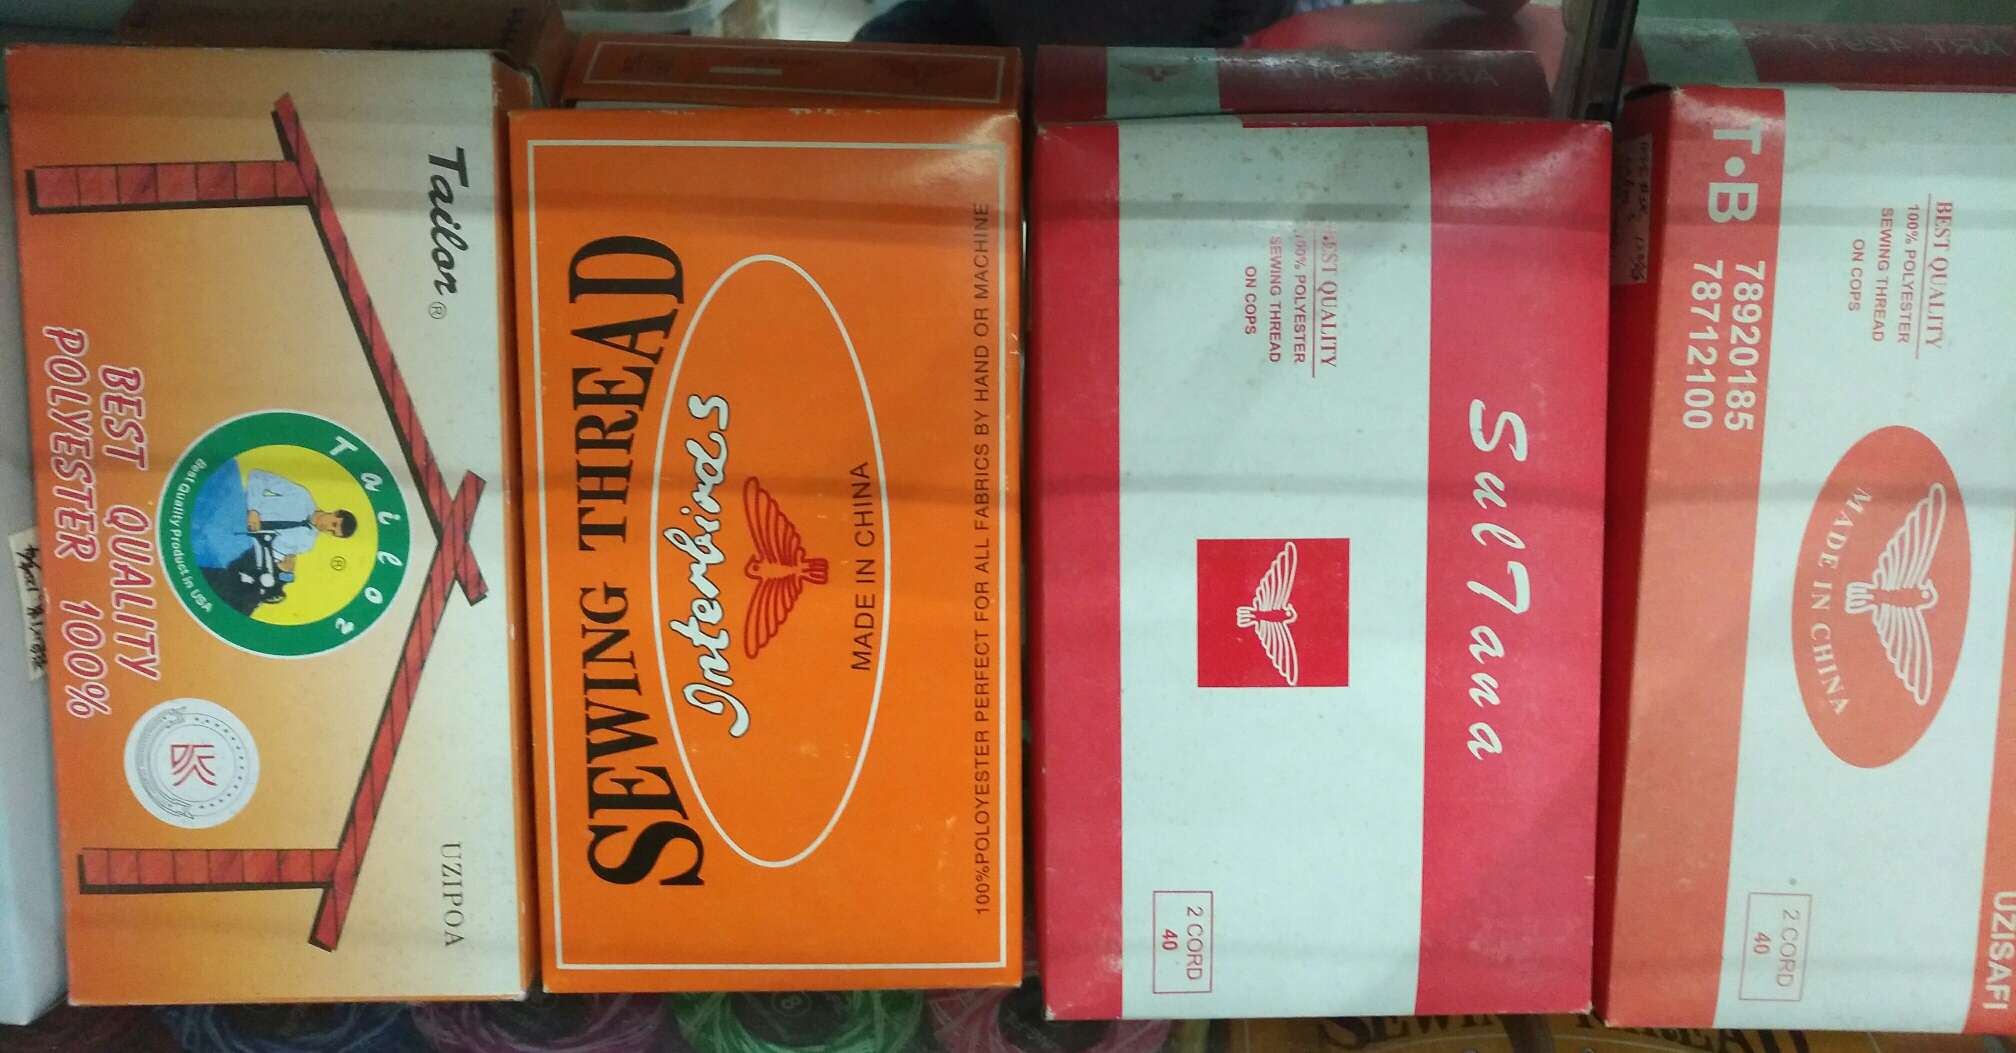 Tailor®
UZIPOA
Tailor
®
Best Quality Product in USA
BEST QUALITY
POLYESTER 100%
SEWING THREAD
Interbirds
MADE IN CHINA
100%POLOYESTER PERFECT FOR ALL FABRICS BY HAND OR MACHINE
SulTana
BEST QUALITY
100% POLYESTER
SEWING THREAD
ON COPS
2 CORD
40
UZISAFI
BEST QUALITY
100% POLYESTER
SEWING THREAD
ON COPS
MADE IN CHINA
2 CORD
40
T•B 78920185
78712100
SEWING THREAD